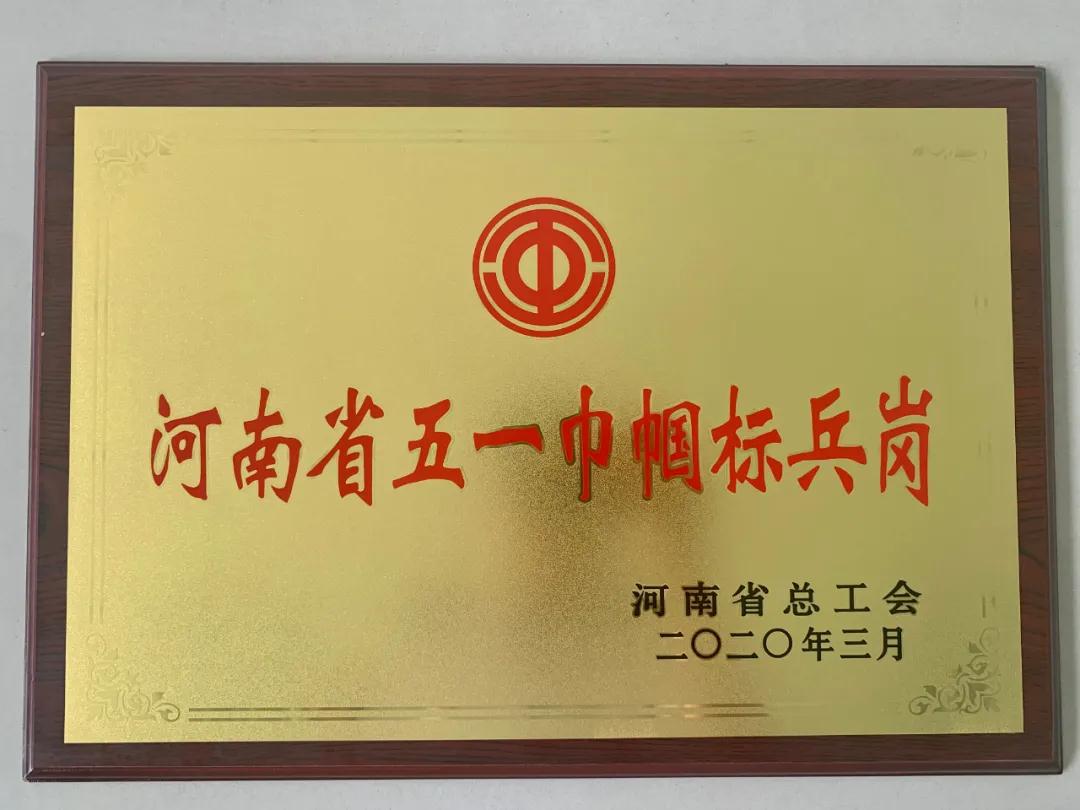 河南省五一巾帼标兵岗
河南省总工会
二〇二〇年三月